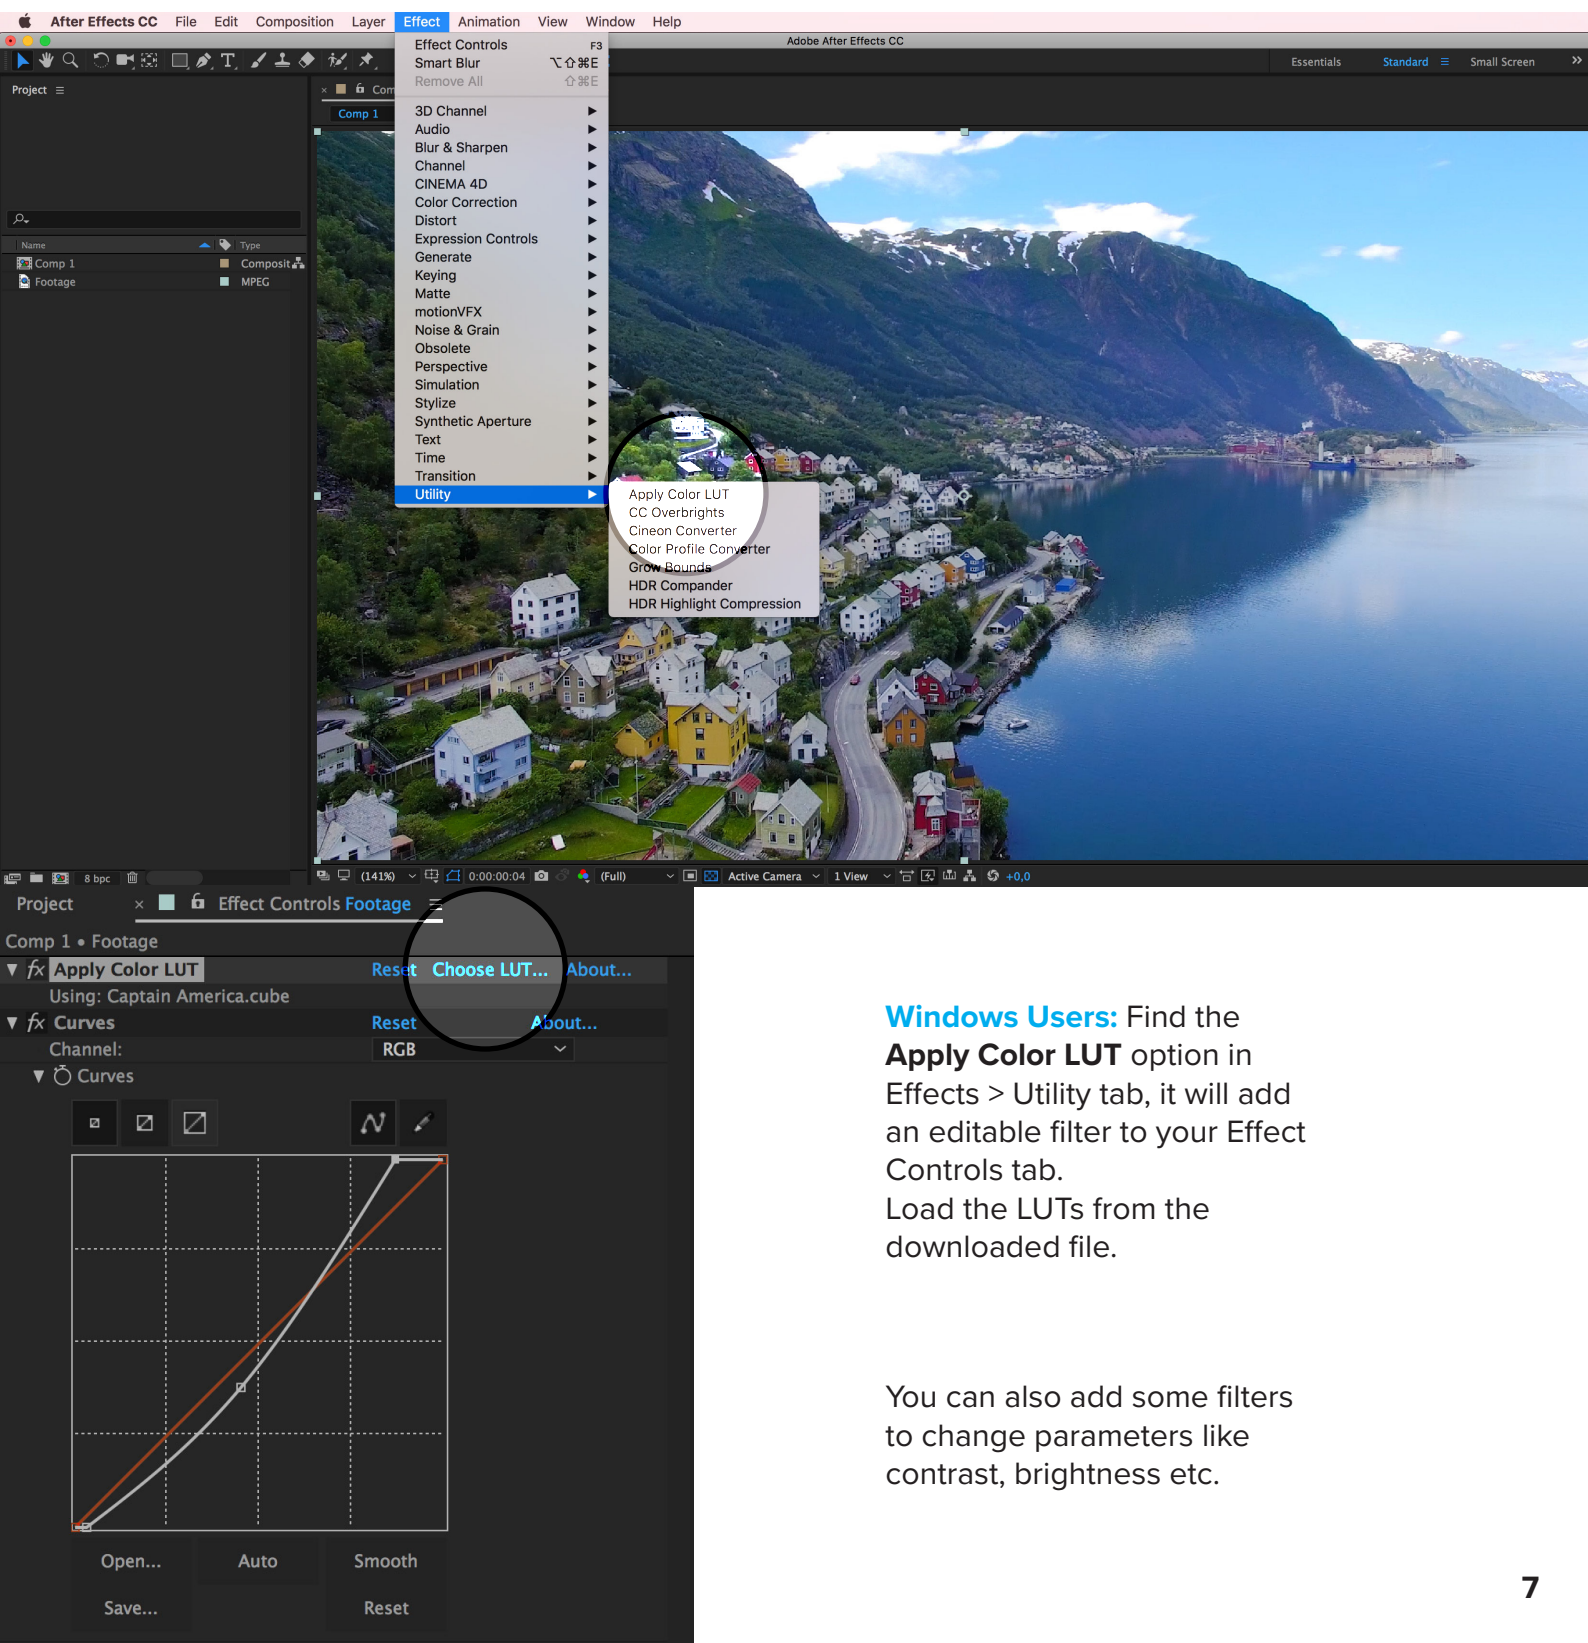 After Effects CC File Edit Composition Layer Effect Animation View Window Help
Adobe After Effects CC
Essentials Standard Small Screen
Project
Com
Comp 1
Name Type
Comp 1 Composit
Footage MPEG
Effect Controls F3
Smart Blur ⌥⇧⌘E
Remove All ⇧⌘E
3D Channel
Audio
Blur & Sharpen
Channel
CINEMA 4D
Color Correction
Distort
Expression Controls
Generate
Keying
Matte
motionVFX
Noise & Grain
Obsolete
Perspective
Simulation
Stylize
Synthetic Aperture
Text
Time
Transition
Utility
Apply Color LUT
CC Overbrights
Cineon Converter
Color Profile Converter
Grow Bounds
HDR Compander
HDR Highlight Compression
8 bpc
(141%) 0:00:00:04 (Full) Active Camera 1 View +0,0
Project × Effect Controls Footage
Comp 1 • Footage
fx Apply Color LUT Reset Choose LUT... About...
Using: Captain America.cube
fx Curves Reset About...
Channel: RGB
Curves
Open... Auto Smooth
Save... Reset
Windows Users: Find the
Apply Color LUT option in
Effects > Utility tab, it will add
an editable filter to your Effect
Controls tab.
Load the LUTs from the
downloaded file.
You can also add some filters
to change parameters like
contrast, brightness etc.
7